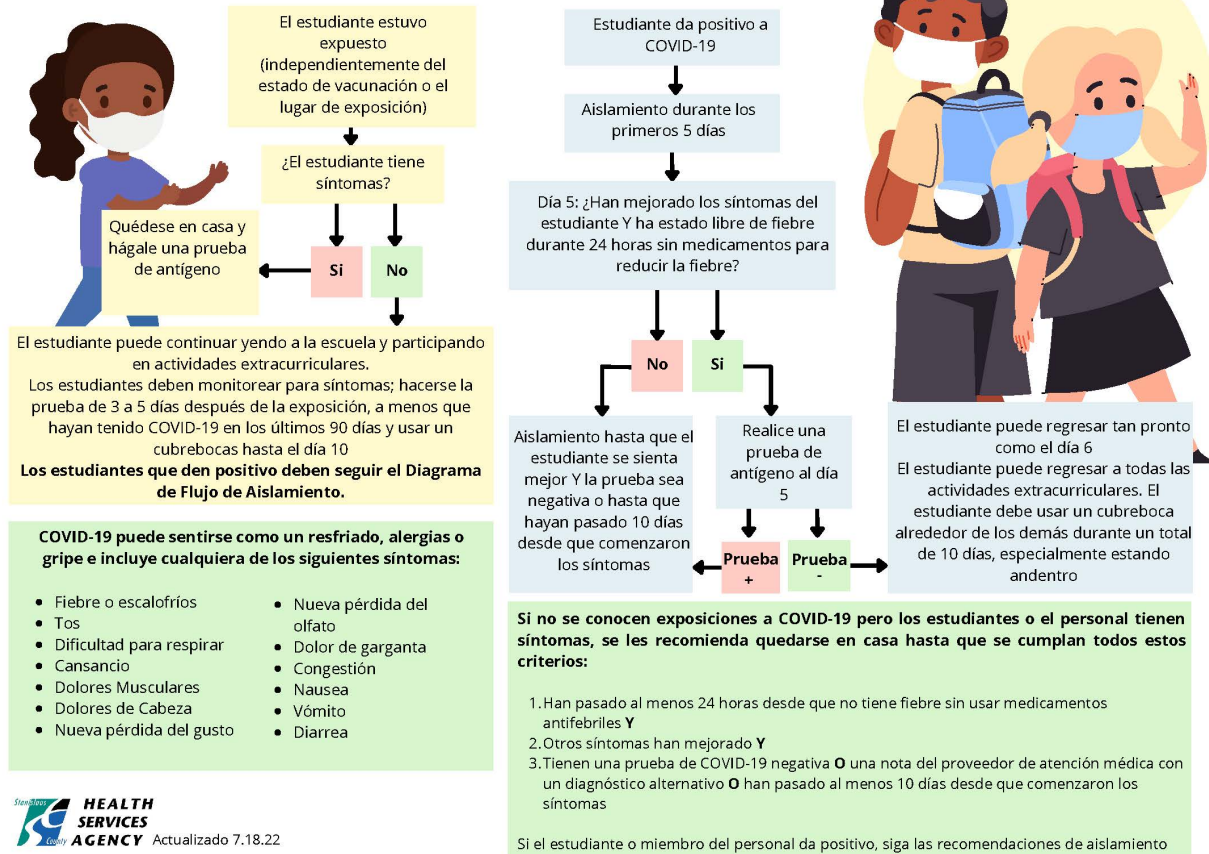 El estudiante estuvo
expuesto
(independientemente del
estado de vacunación o el
lugar de exposición)
¿El estudiante tiene
síntomas?
Si
No
Quédese en casa y
hágale una prueba
de antígeno
El estudiante puede continuar yendo a la escuela y participando
en actividades extracurriculares.
Los estudiantes deben monitorear para síntomas; hacerse la
prueba de 3 a 5 días después de la exposición, a menos que
hayan tenido COVID-19 en los últimos 90 días y usar un
cubrebocas hasta el día 10
Los estudiantes que den positivo deben seguir el Diagrama
de Flujo de Aislamiento.
COVID-19 puede sentirse como un resfriado, alergias o
gripe e incluye cualquiera de los siguientes síntomas:
• Fiebre o escalofríos
• Tos
• Dificultad para respirar
• Cansancio
• Dolores Musculares
• Dolores de Cabeza
• Nueva pérdida del gusto
• Nueva pérdida del
olfato
• Dolor de garganta
• Congestión
• Nausea
• Vómito
• Diarrea
Stanislaus
County
HEALTH
SERVICES
AGENCY
Actualizado 7.18.22
Estudiante da positivo a
COVID-19
Aislamiento durante los
primeros 5 días
Día 5: ¿Han mejorado los síntomas del
estudiante Y ha estado libre de fiebre
durante 24 horas sin medicamentos para
reducir la fiebre?
No
Si
Aislamiento hasta que el
estudiante se sienta
mejor Y la prueba sea
negativa o hasta que
hayan pasado 10 días
desde que comenzaron
los síntomas
Realice una
prueba de
antígeno al día
5
Prueba
+
Prueba
-
El estudiante puede regresar tan pronto
como el día 6
El estudiante puede regresar a todas las
actividades extracurriculares. El
estudiante debe usar un cubreboca
alrededor de los demás durante un total
de 10 días, especialmente estando
andentro
Si no se conocen exposiciones a COVID-19 pero los estudiantes o el personal tienen
síntomas, se les recomienda quedarse en casa hasta que se cumplan todos estos
criterios:
1. Han pasado al menos 24 horas desde que no tiene fiebre sin usar medicamentos
antifebriles Y
2. Otros síntomas han mejorado Y
3. Tienen una prueba de COVID-19 negativa O una nota del proveedor de atención médica con
un diagnóstico alternativo O han pasado al menos 10 días desde que comenzaron los
síntomas
Si el estudiante o miembro del personal da positivo, siga las recomendaciones de aislamiento